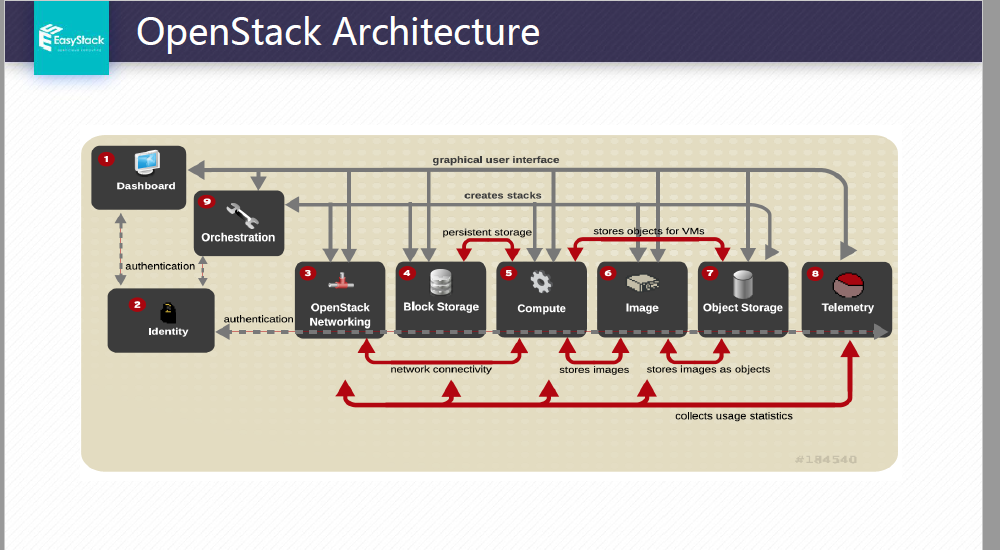 EasyStack
OpenStack Architecture
graphical user interface
1
Dashboard
creates stacks
9
Orchestration
persistent storage
stores objects for VMs
authentication
3
OpenStack
Networking
4
Block Storage
5
Compute
6
Image
7
Object Storage
8
Telemetry
2
Identity
authentication
network connectivity
stores images
stores images as objects
collects usage statistics
#184540